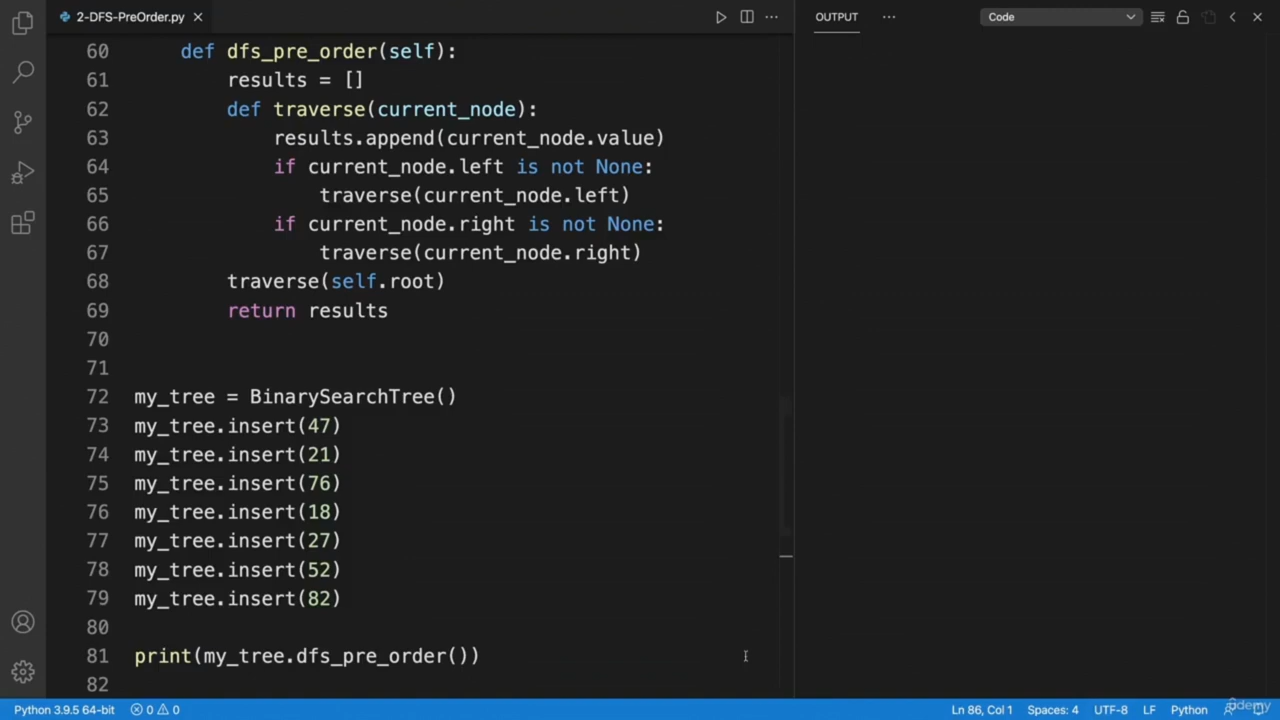 2-DFS-PreOrder.py
OUTPUT
Code
60 def dfs_pre_order(self):
61 results = []
62 def traverse(current_node):
63 results.append(current_node.value)
64 if current_node.left is not None:
65 traverse(current_node.left)
66 if current_node.right is not None:
67 traverse(current_node.right)
68 traverse(self.root)
69 return results
70
71
72 my_tree = BinarySearchTree()
73 my_tree.insert(47)
74 my_tree.insert(21)
75 my_tree.insert(76)
76 my_tree.insert(18)
77 my_tree.insert(27)
78 my_tree.insert(52)
79 my_tree.insert(82)
80
81 print(my_tree.dfs_pre_order())
82
Python 3.9.5 64-bit 0 0 Ln 86, Col 1 Spaces: 4 UTF-8 LF Python
ûdemy